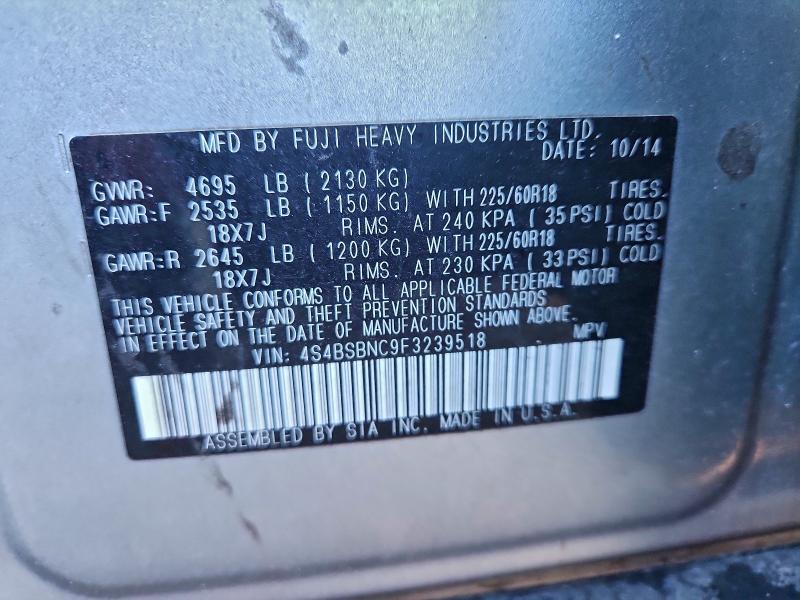 MFD BY FUJI HEAVY INDUSTRIES LTD.
DATE: 10/14
GVWR: 4695 LB ( 2130 KG)
GAWR:F 2535 LB ( 1150 KG) WITH 225/60R18 TIRES.
18X7J RIMS. AT 240 KPA ( 35 PSI) COLD
GAWR:R 2645 LB ( 1200 KG) WITH 225/60R18 TIRES.
18X7J RIMS. AT 230 KPA ( 33 PSI) COLD
THIS VEHICLE CONFORMS TO ALL APPLICABLE FEDERAL MOTOR
VEHICLE SAFETY AND THEFT PREVENTION STANDARDS
IN EFFECT ON THE DATE OF MANUFACTURE SHOWN ABOVE.
VIN: 4S4BSBNC9F3239518 MPV
ASSEMBLED BY SIA INC. MADE IN U.S.A.